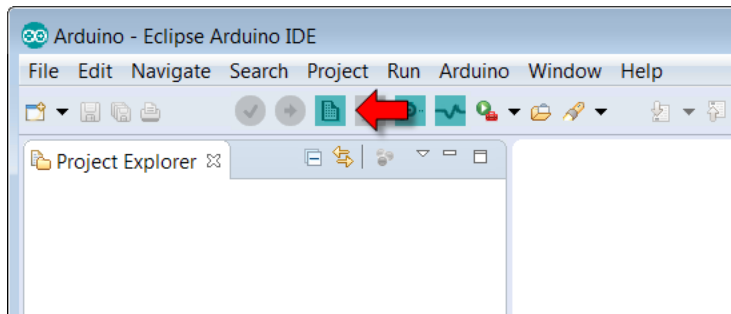 Arduino - Eclipse Arduino IDE
File Edit Navigate Search Project Run Arduino Window Help
Project Explorer